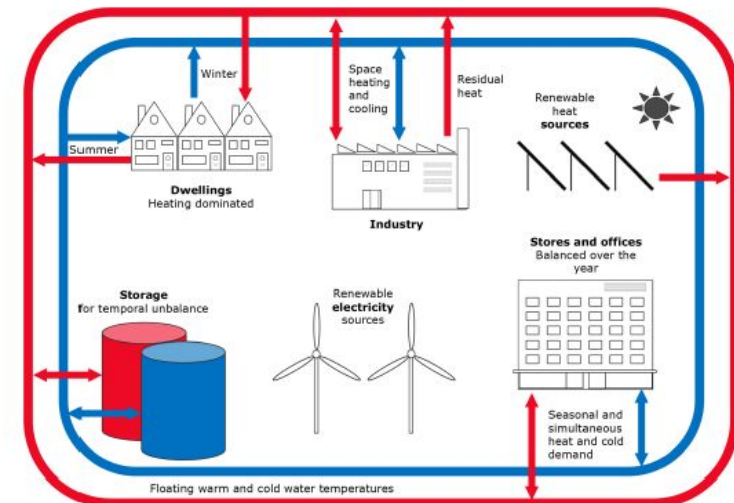 Winter
Space
heating
and
cooling
Residual
heat
Renewable
heat
sources
Summer
Dwellings
Heating dominated
Industry
Stores and offices
Balanced over the
year
Storage
for temporal unbalance
Renewable
electricity
sources
Seasonal and
simultaneous
heat and cold
demand
Floating warm and cold water temperatures